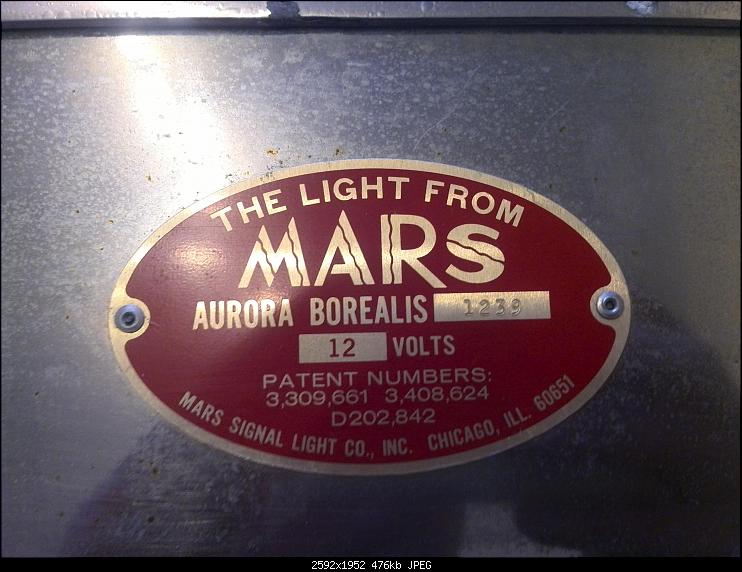 THE LIGHT FROM
MARS
AURORA BOREALIS 1239
12 VOLTS
PATENT NUMBERS:
3,309,661 3,408,624
D202,842
MARS SIGNAL LIGHT CO., INC. CHICAGO, ILL. 60651
2592x1952 476kb JPEG